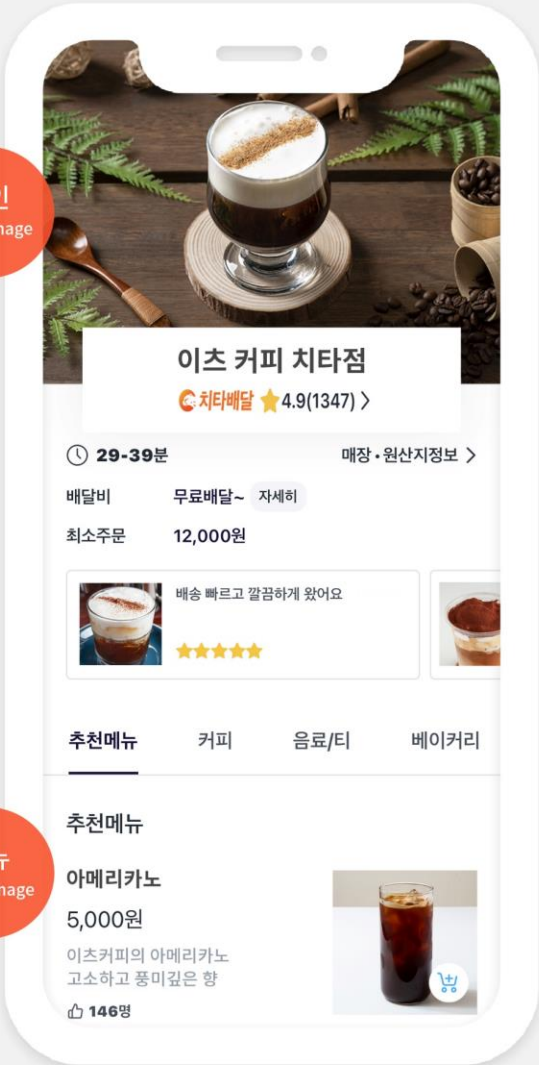 이츠 커피 치타점
치타배달 4.9(1347) 〉
29-39분
매장 • 원산지정보 〉
배달비 무료배달~ 자세히
최소주문 12,000원
배송 빠르고 깔끔하게 왔어요
추천메뉴 커피 음료/티 베이커리
추천메뉴
아메리카노
5,000원
이츠커피의 아메리카노
고소하고 풍미깊은 향
146명